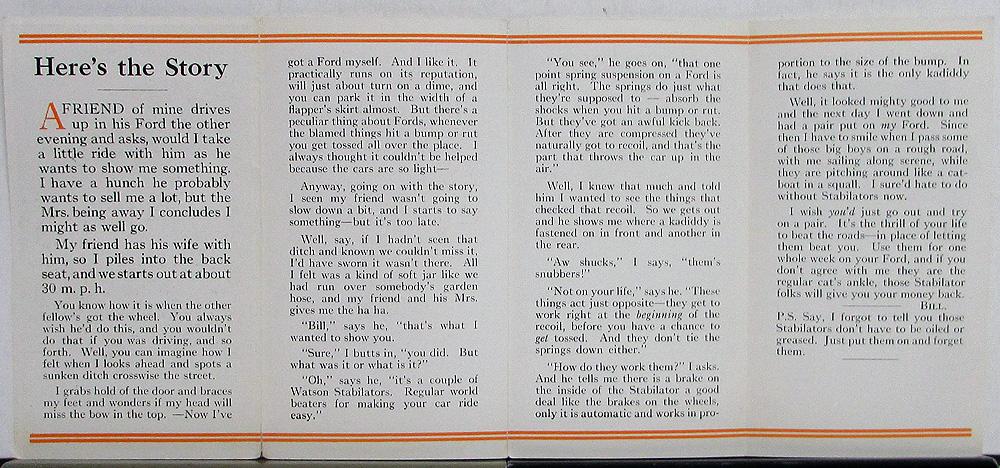 Here's the Story
A FRIEND of mine drives
up in his Ford the other
evening and asks, would I take
a little ride with him as he
wants to show me something.
I have a hunch he probably
wants to sell me a lot, but the
Mrs. being away I concludes I
might as well go.
My friend has his wife with
him, so I piles into the back
seat, and we starts out at about
30 m. p. h.
You know how it is when the other
fellow's got the wheel. You always
wish he'd do this, and you wouldn't
do that if you was driving, and so
forth. Well, you can imagine how I
felt when I looks ahead and spots a
sunken ditch crosswise the street.
I grabs hold of the door and braces
my feet and wonders if my head will
miss the bow in the top. —Now I've
got a Ford myself. And I like it. It
practically runs on its reputation,
will just about turn on a dime, and
you can park it in the width of a
flapper's skirt almost. But there's a
peculiar thing about Fords, whenever
the blamed things hit a bump or rut
you get tossed all over the place. I
always thought it couldn't be helped
because the cars are so light—
Anyway, going on with the story,
I seen my friend wasn't going to
slow down a bit, and I starts to say
something—but it's too late.
Well, say, if I hadn't seen that
ditch and known we couldn't miss it,
I'd have sworn it wasn't there. All
I felt was a kind of soft jar like we
had run over somebody's garden
hose, and my friend and his Mrs.
gives me the ha ha.
"Bill," says he, "that's what I
wanted to show you.
"Sure," I butts in, "you did. But
what was it or what is it?"
"Oh," says he, "it's a couple of
Watson Stabilators. Regular world
beaters for making your car ride
easy."
"You see," he goes on, "that one
point spring suspension on a Ford is
all right. The springs do just what
they're supposed to — absorb the
shocks when you hit a bump or rut.
But they've got an awful kick back.
After they are compressed they've
naturally got to recoil, and that's the
part that throws the car up in the
air."
Well, I knew that much and told
him I wanted to see the things that
checked that recoil. So we gets out
and he shows me where a kadiddy is
fastened on in front and another in
the rear.
"Aw shucks," I says, "them's
snubbers!"
"Not on your life," says he. "These
things act just opposite—they get to
work right at the beginning of the
recoil, before you have a chance to
get tossed. And they don't tie the
springs down either."
"How do they work them?" I asks.
And he tells me there is a brake on
the inside of the Stabilator a good
deal like the brakes on the wheels,
only it is automatic and works in pro-
portion to the size of the bump. In
fact, he says it is the only kadiddy
that does that.
Well, it looked mighty good to me
and the next day I went down and
had a pair put on my Ford. Since
then I have to smile when I pass some
of those big boys on a rough road,
with me sailing along serene, while
they are pitching around like a cat-
boat in a squall. I sure'd hate to do
without Stabilators now.
I wish you'd just go out and try
on a pair. It's the thrill of your life
to beat the roads—in place of letting
them beat you. Use them for one
whole week on your Ford, and if you
don't agree with me they are the
regular cat's ankle, those Stabilator
folks will give you your money back.
BILL.
P.S. Say, I forgot to tell you those
Stabilators don't have to be oiled or
greased. Just put them on and forget
them.